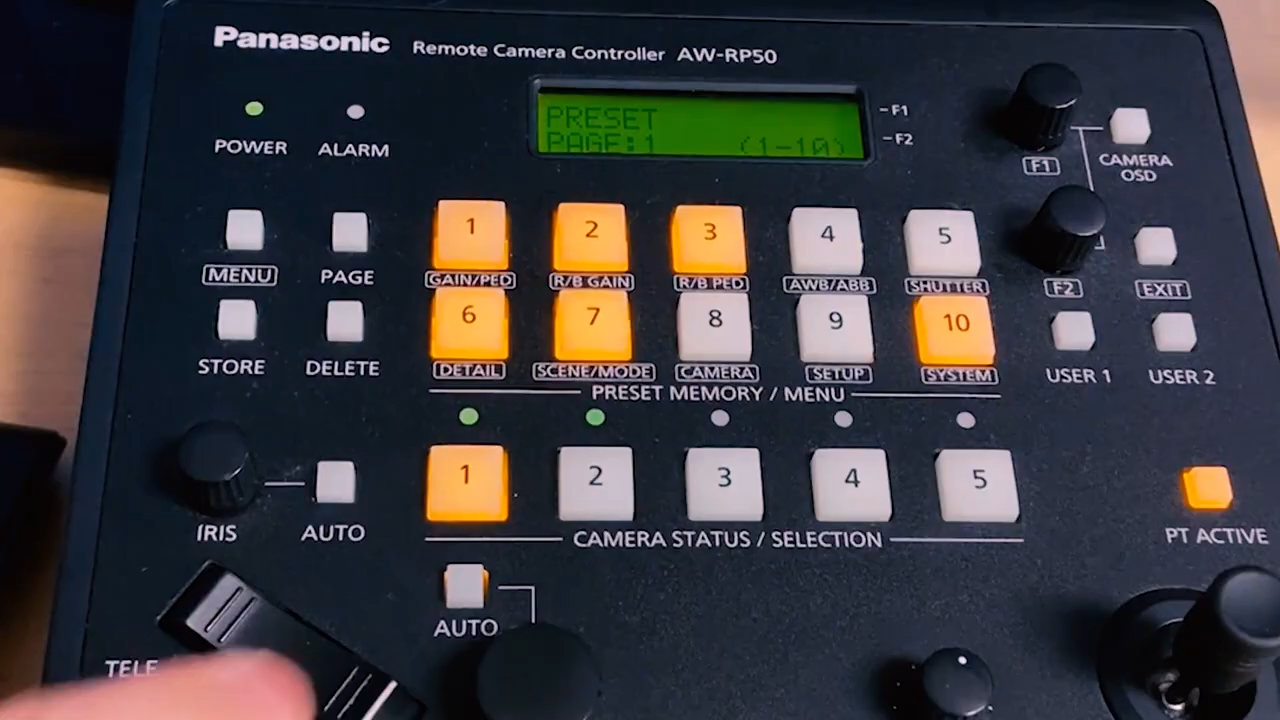 Panasonic Remote Camera Controller AW-RP50
PRESET
PAGE:1 (1-10)
F1
F2
POWER ALARM
F1
CAMERA
OSD
1 2 3 4 5
MENU PAGE
GAIN/PED R/B GAIN R/B PED AWB/ABB SHUTTER
F2 EXIT
6 7 8 9 10
STORE DELETE
DETAIL SCENE/MODE CAMERA SETUP SYSTEM
USER 1 USER 2
PRESET MEMORY / MENU
1 2 3 4 5
IRIS AUTO
CAMERA STATUS / SELECTION
PT ACTIVE
AUTO
TELE